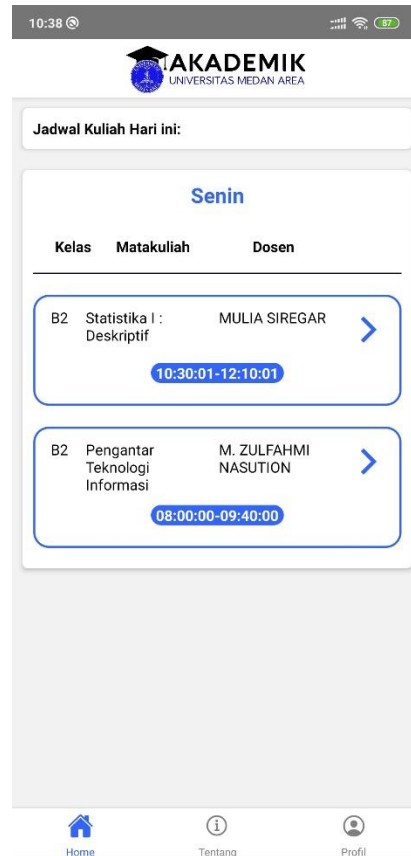 10:38
87
AKADEMIK
UNIVERSITAS MEDAN AREA
Jadwal Kuliah Hari ini:
Senin
Kelas Matakuliah Dosen
B2 Statistika I : MULIA SIREGAR
Deskriptif
10:30:01-12:10:01
B2 Pengantar M. ZULFAHMI
Teknologi NASUTION
Informasi
08:00:00-09:40:00
Home Tentang Profil